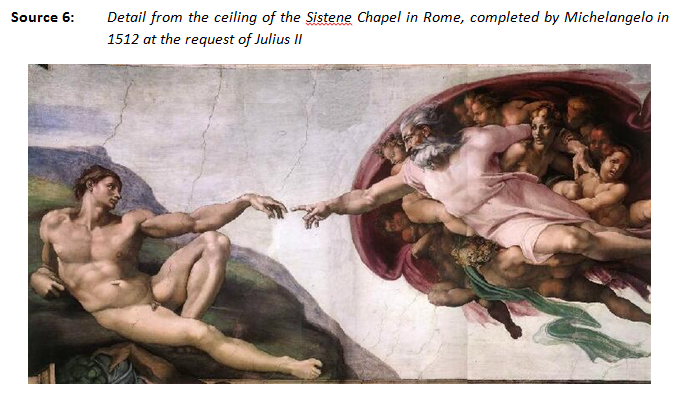 Source 6: Detail from the ceiling of the Sistene Chapel in Rome, completed by Michelangelo in
1512 at the request of Julius II